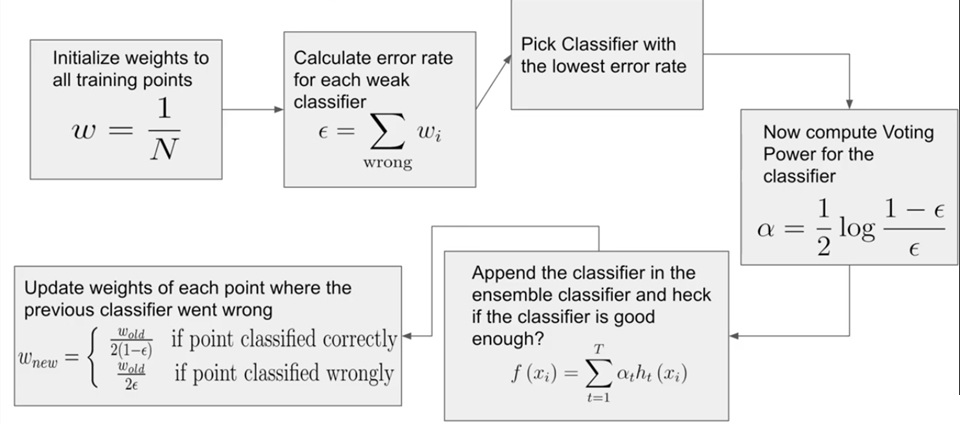 Initialize weights to
all training points
w = 1/N
Calculate error rate
for each weak
classifier
ϵ = ∑ wᵢ
wrong
Pick Classifier with
the lowest error rate
Now compute Voting
Power for the
classifier
α = 1/2 log (1 − ϵ)/ϵ
Append the classifier in the
ensemble classifier and heck
if the classifier is good
enough?
T
f (xᵢ) = ∑ αₜhₜ (xᵢ)
t=1
Update weights of each point where the
previous classifier went wrong
w_new = { w_old/2(1−ϵ) if point classified correctly
w_old/2ϵ if point classified wrongly